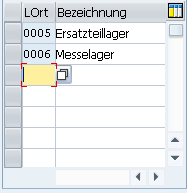 LOrt Bezeichnung
0005 Ersatzteillager
0006 Messelager